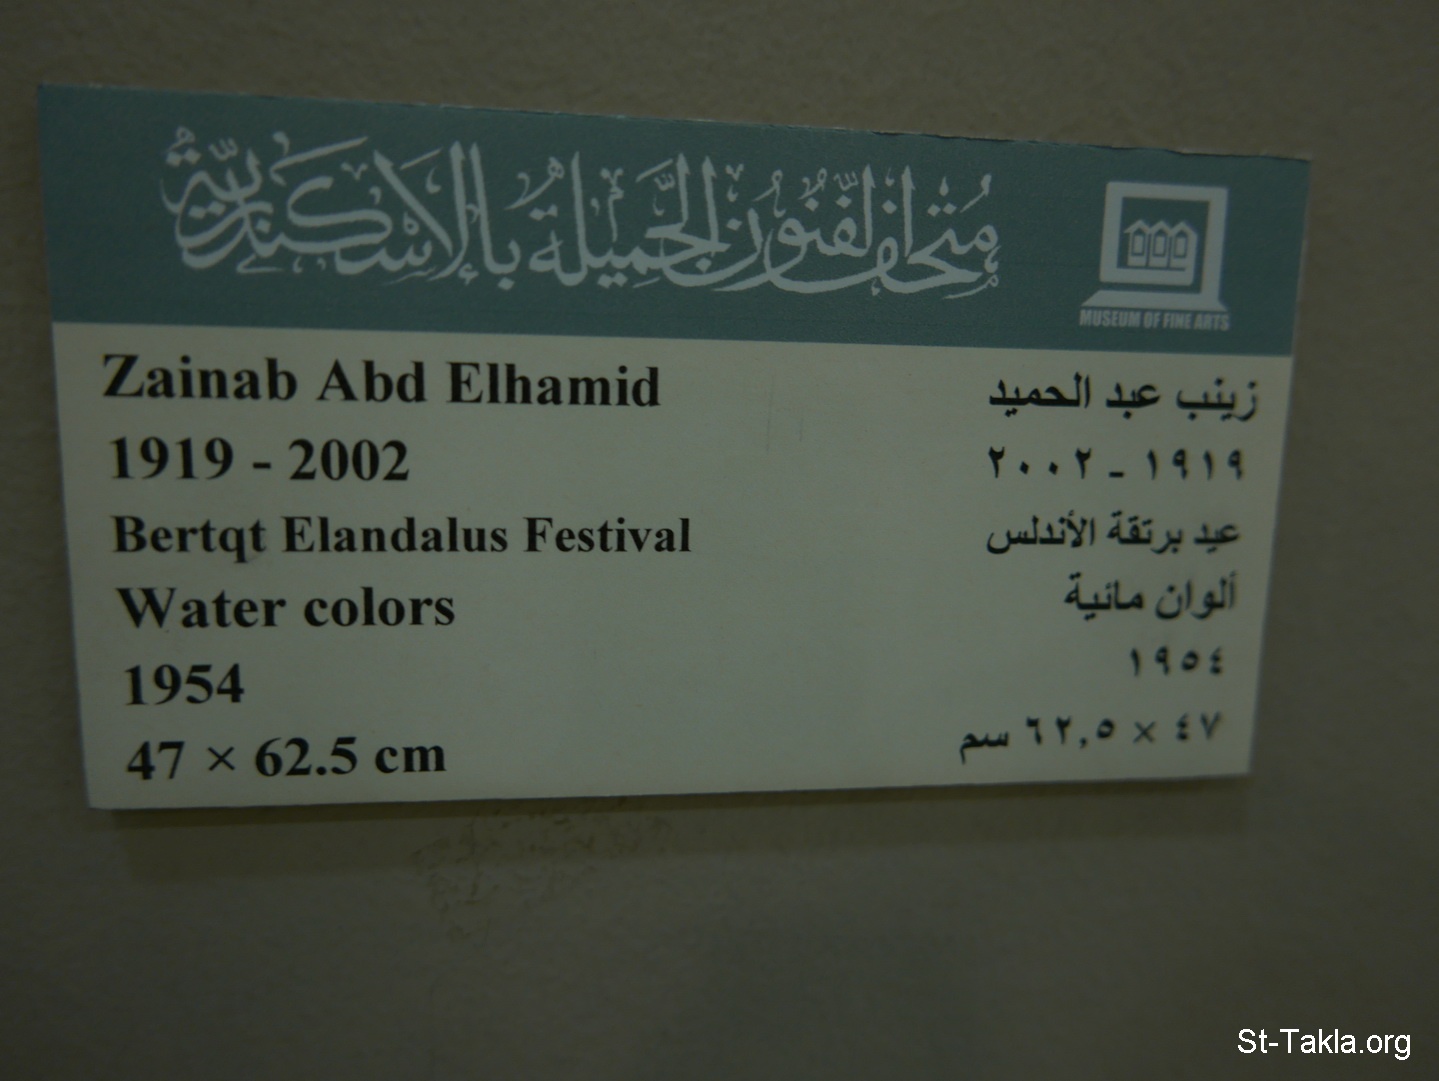 متحف الفنون الجميلة بالإسكندرية
MUSEUM OF FINE ARTS
Zainab Abd Elhamid
زينب عبد الحميد
1919 - 2002
١٩١٩ - ٢٠٠٢
Bertqt Elandalus Festival
عيد برتقة الأندلس
Water colors
ألوان مائية
1954
١٩٥٤
47 × 62.5 cm
٤٧ × ٦٢,٥ سم
St-Takla.org